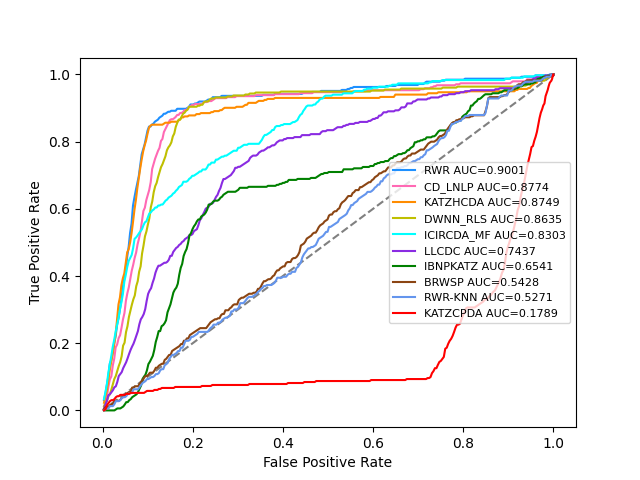 1.0
0.8
0.6
0.4
0.2
0.0
True Positive Rate
RWR AUC=0.9001
CD_LNLP AUC=0.8774
KATZHCDA AUC=0.8749
DWNN_RLS AUC=0.8635
ICIRCDA_MF AUC=0.8303
LLCDC AUC=0.7437
IBNPKATZ AUC=0.6541
BRWSP AUC=0.5428
RWR-KNN AUC=0.5271
KATZCPDA AUC=0.1789
0.0 0.2 0.4 0.6 0.8 1.0
False Positive Rate